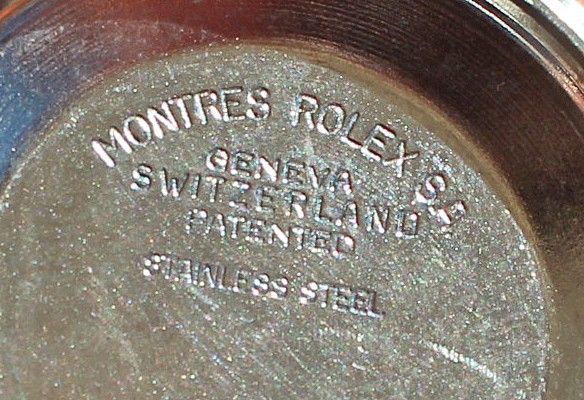 MONTRES ROLEX S.A.
GENEVA
SWITZERLAND
PATENTED
STAINLESS STEEL